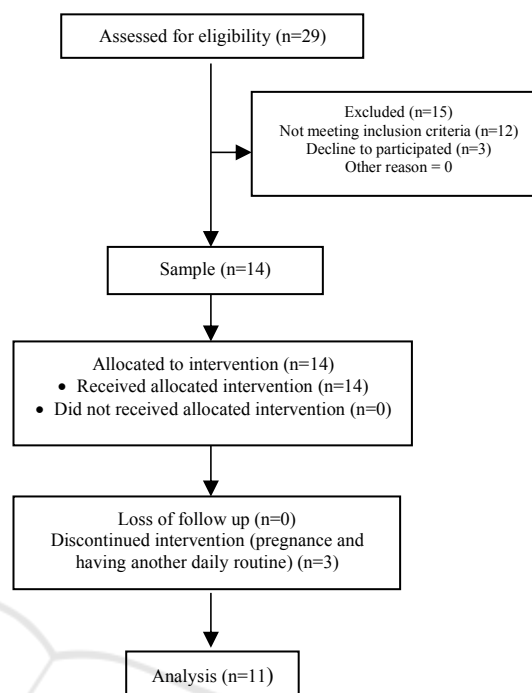 Assessed for eligibility (n=29)
Excluded (n=15)
Not meeting inclusion criteria (n=12)
Decline to participated (n=3)
Other reason = 0
Sample (n=14)
Allocated to intervention (n=14)
• Received allocated intervention (n=14)
• Did not received allocated intervention (n=0)
Loss of follow up (n=0)
Discontinued intervention (pregnance and
having another daily routine) (n=3)
Analysis (n=11)